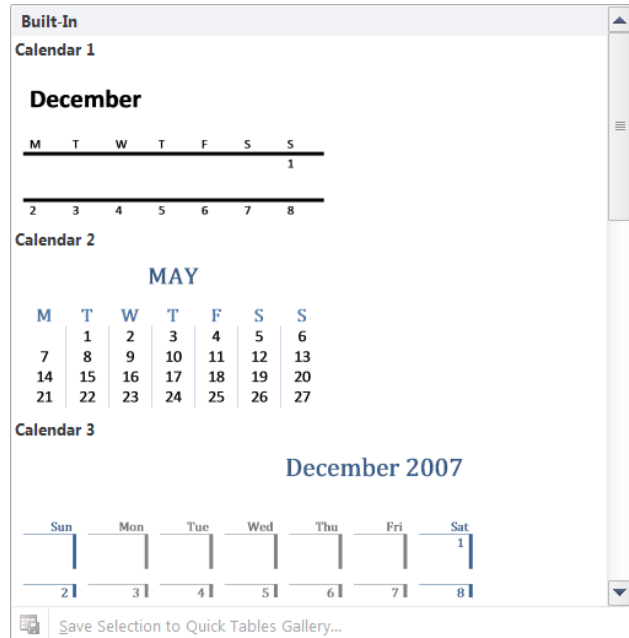 Built-In
Calendar 1
December
M T W T F S S
1
2 3 4 5 6 7 8
Calendar 2
MAY
M T W T F S S
1 2 3 4 5 6
7 8 9 10 11 12 13
14 15 16 17 18 19 20
21 22 23 24 25 26 27
Calendar 3
December 2007
Sun Mon Tue Wed Thu Fri Sat
1
2 3 4 5 6 7 8
Save Selection to Quick Tables Gallery...